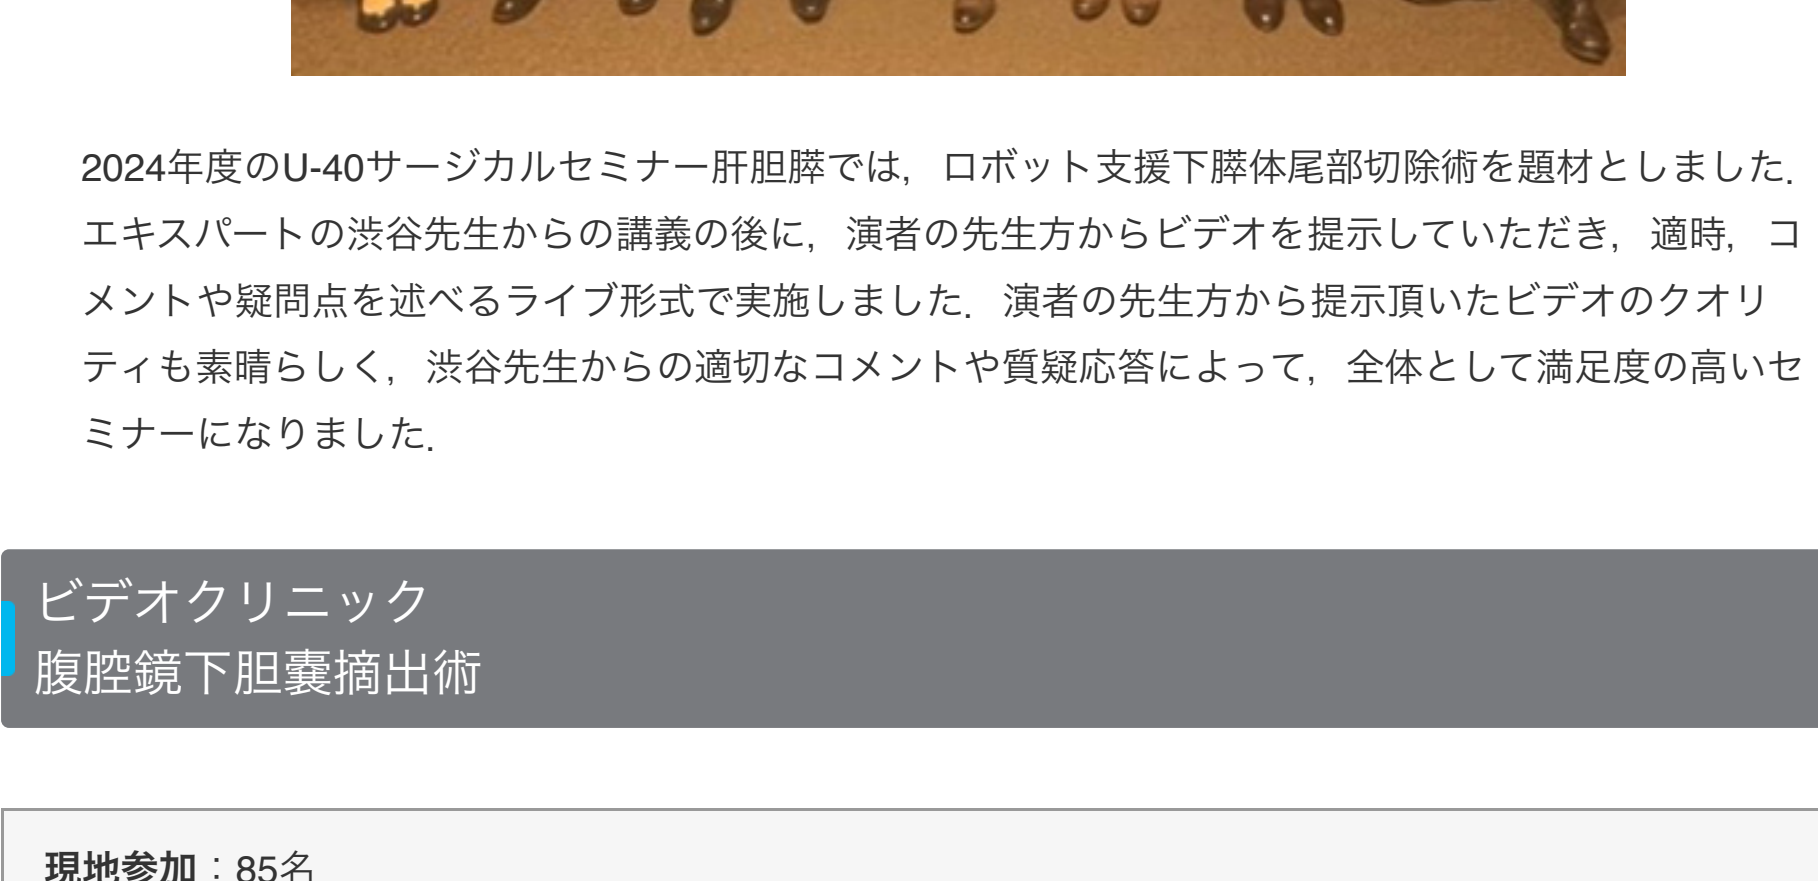 2024年度のU-40サージカルセミナー肝胆膵では，ロボット支援下膵体尾部切除術を題材としました．
エキスパートの渋谷先生からの講義の後に，演者の先生方からビデオを提示していただき，適時，コ
メントや疑問点を述べるライブ形式で実施しました．演者の先生方から提示頂いたビデオのクオリ
ティも素晴らしく，渋谷先生からの適切なコメントや質疑応答によって，全体として満足度の高いセ
ミナーになりました．
ビデオクリニック
腹腔鏡下胆嚢摘出術
現地参加：85名